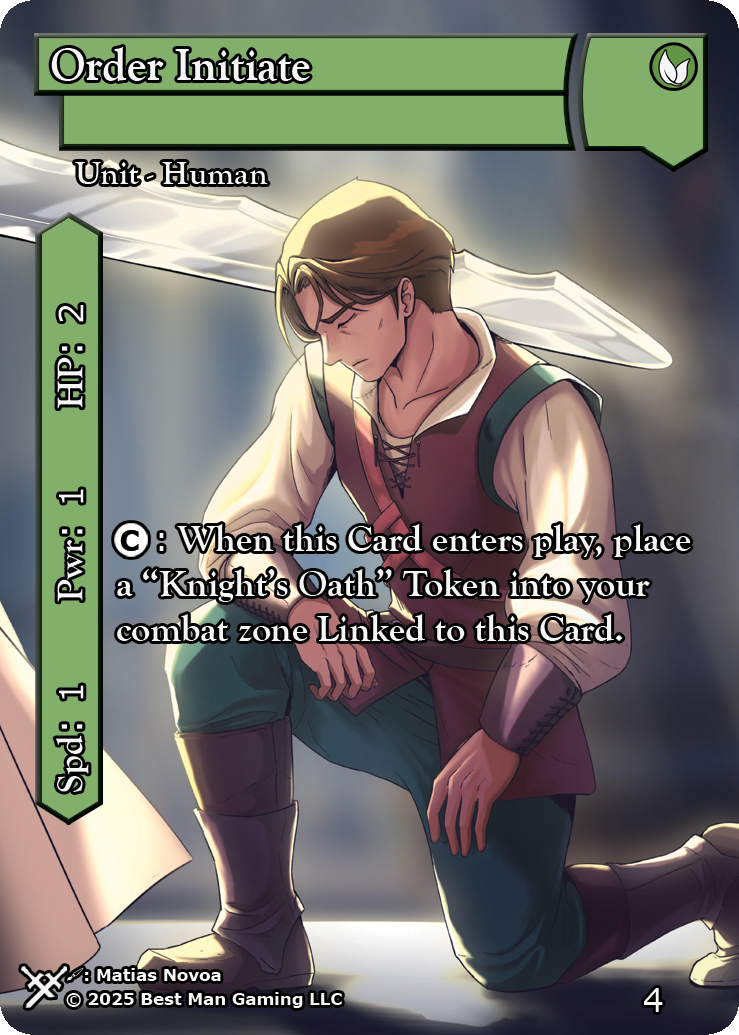 Order Initiate
Unit - Human
HP: 2
Pwr: 1
Spd: 1
C: When this Card enters play, place
a “Knight’s Oath” Token into your
combat zone Linked to this Card.
: Matias Novoa
© 2025 Best Man Gaming LLC
4